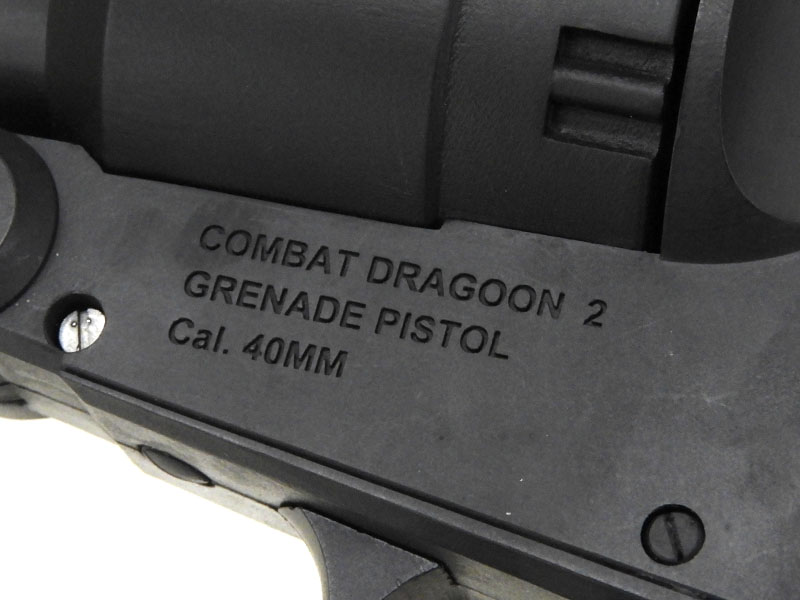 COMBAT DRAGOON 2
GRENADE PISTOL
Cal. 40MM